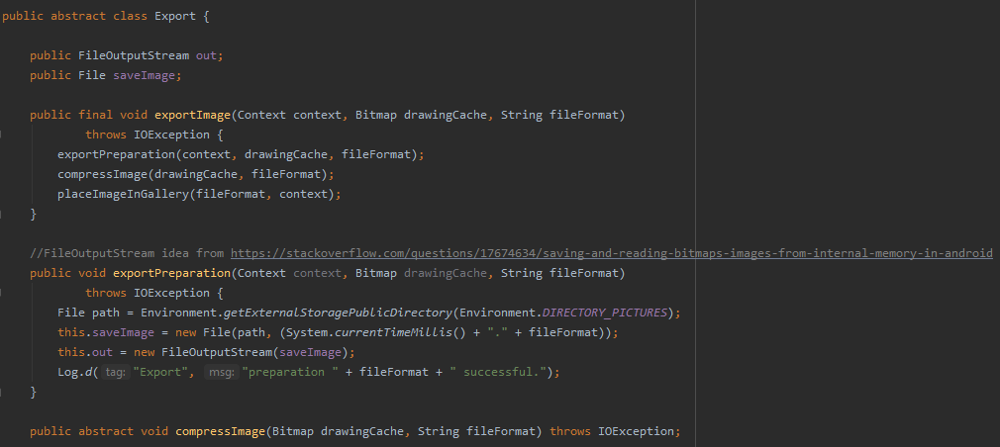 public abstract class Export {
public FileOutputStream out;
public File saveImage;
public final void exportImage(Context context, Bitmap drawingCache, String fileFormat)
throws IOException {
exportPreparation(context, drawingCache, fileFormat);
compressImage(drawingCache, fileFormat);
placeImageInGallery(fileFormat, context);
}
//FileOutputStream idea from https://stackoverflow.com/questions/17674634/saving-and-reading-bitmaps-images-from-internal-memory-in-android
public void exportPreparation(Context context, Bitmap drawingCache, String fileFormat)
throws IOException {
File path = Environment.getExternalStoragePublicDirectory(Environment.DIRECTORY_PICTURES);
this.saveImage = new File(path, (System.currentTimeMillis() + "." + fileFormat));
this.out = new FileOutputStream(saveImage);
Log.d( tag: "Export", msg: "preparation " + fileFormat + " successful.");
}
public abstract void compressImage(Bitmap drawingCache, String fileFormat) throws IOException;